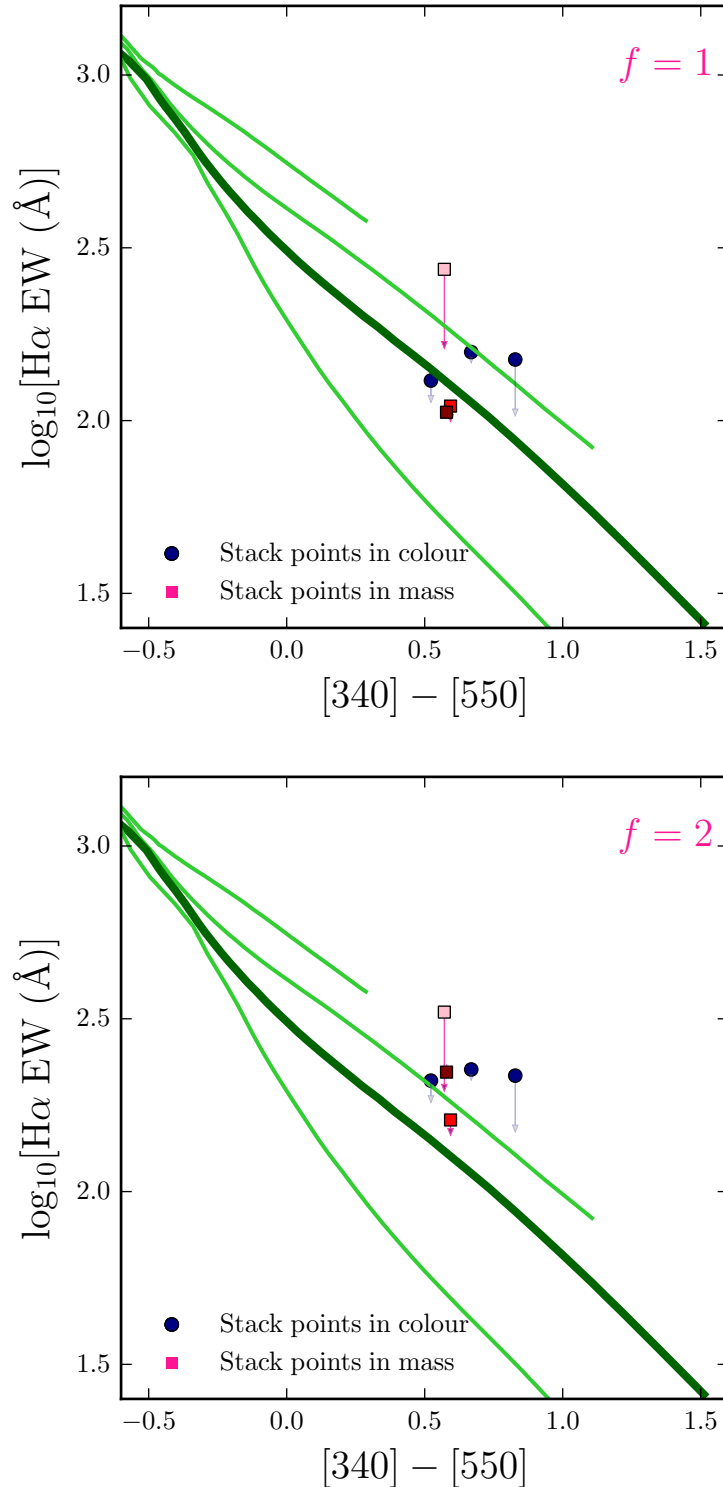 f = 1
log₁₀[Hα EW (Å)]
3.0
2.5
2.0
1.5
Stack points in colour
Stack points in mass
−0.5 0.0 0.5 1.0 1.5
[340] − [550]
f = 2
log₁₀[Hα EW (Å)]
3.0
2.5
2.0
1.5
Stack points in colour
Stack points in mass
−0.5 0.0 0.5 1.0 1.5
[340] − [550]